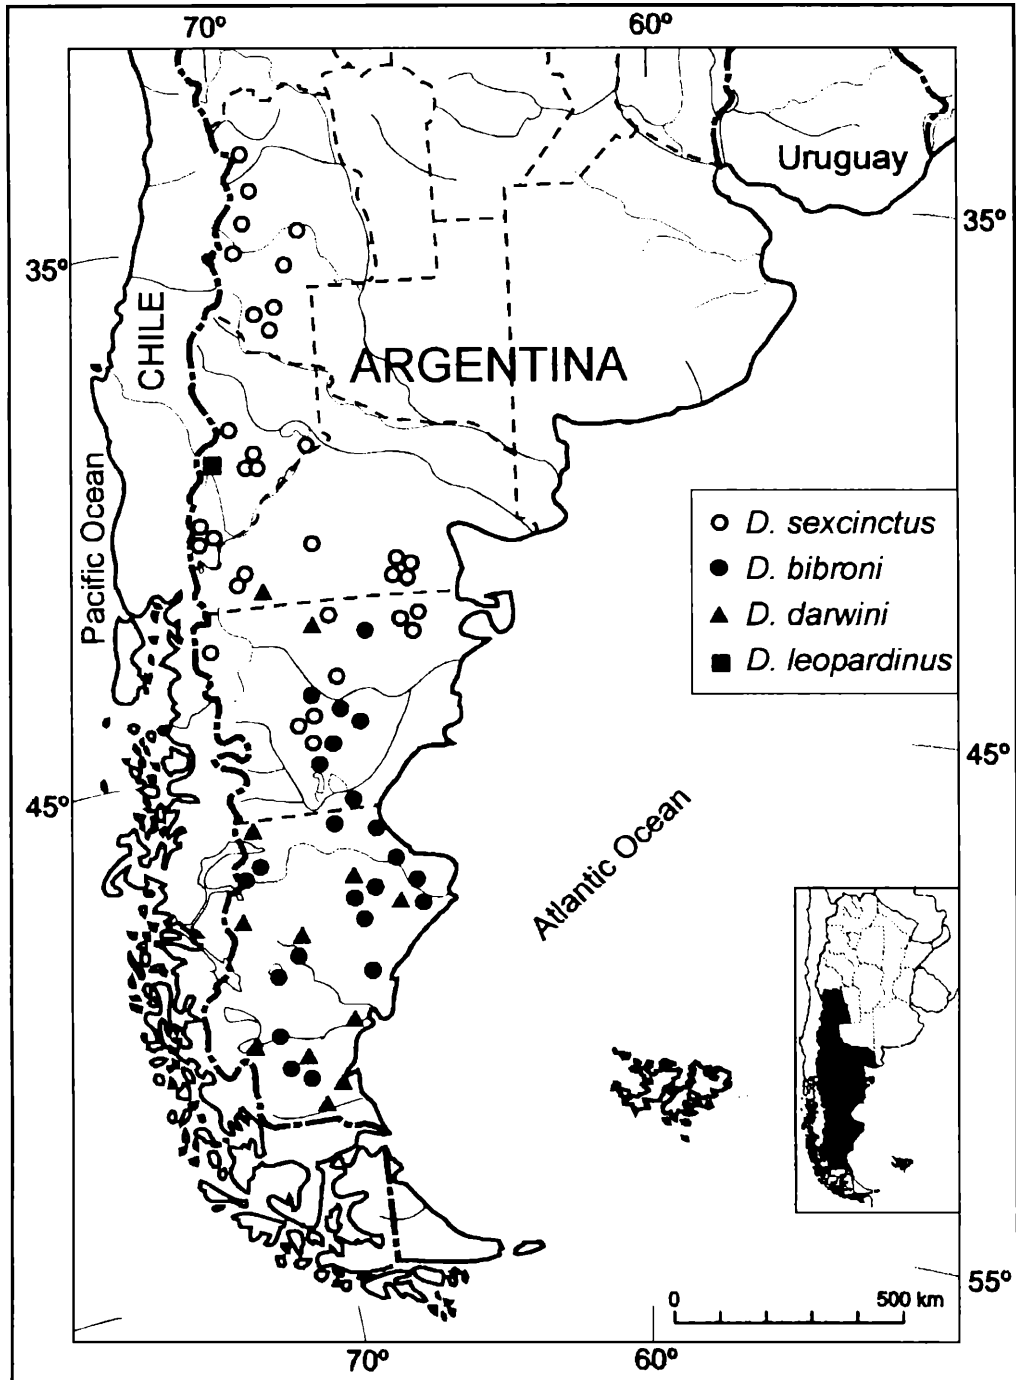 70º 60º
Uruguay
35º
35º
CHILE
ARGENTINA
Pacific Ocean
D. sexcinctus
D. bibroni
D. darwini
D. leopardinus
45º
45º
Atlantic Ocean
55º
0 500 km
70º 60º